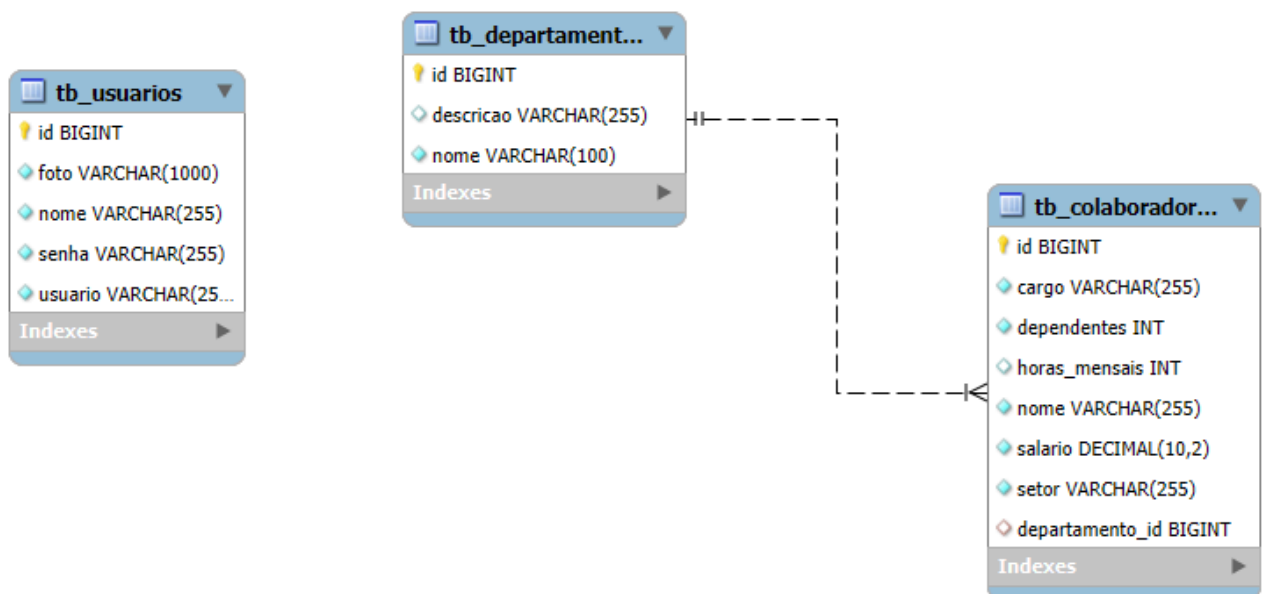 tb_usuarios
id BIGINT
foto VARCHAR(1000)
nome VARCHAR(255)
senha VARCHAR(255)
usuario VARCHAR(25...
Indexes
tb_departament...
id BIGINT
descricao VARCHAR(255)
nome VARCHAR(100)
Indexes
tb_colaborador...
id BIGINT
cargo VARCHAR(255)
dependentes INT
horas_mensais INT
nome VARCHAR(255)
salario DECIMAL(10,2)
setor VARCHAR(255)
departamento_id BIGINT
Indexes